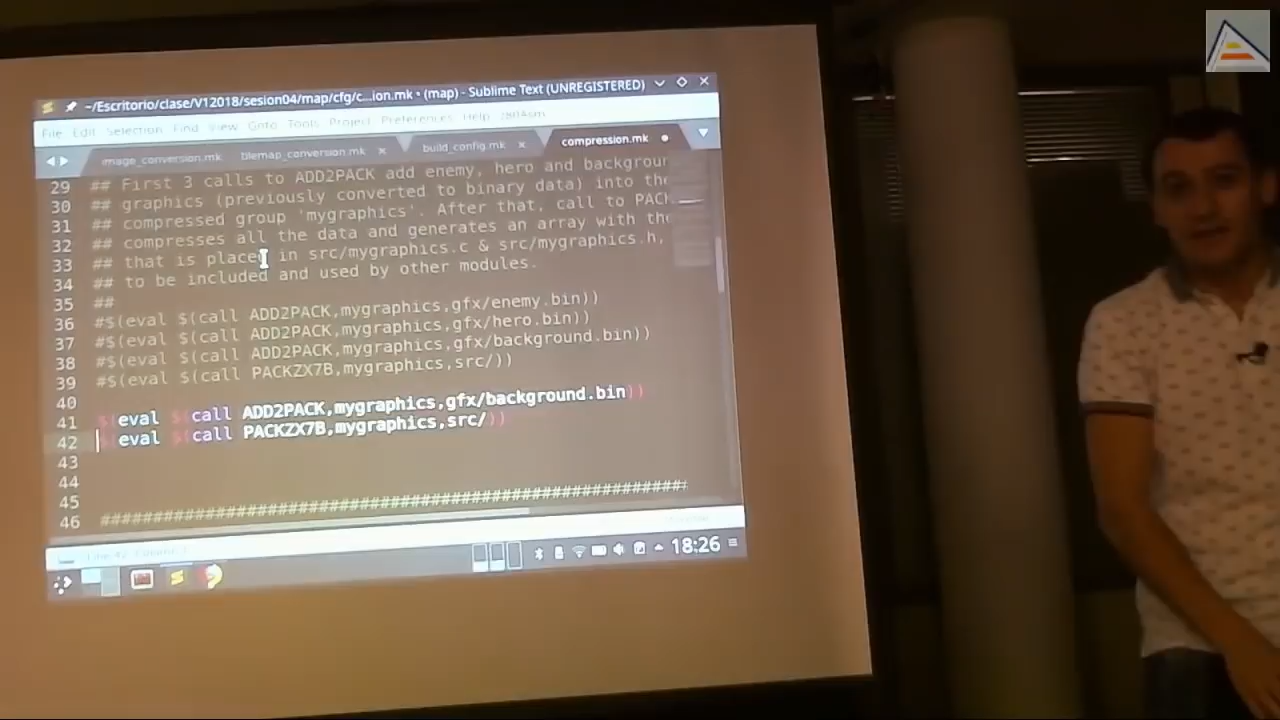 ~/Escritorio/clase/V12018/sesion04/map/cfg/c...ion.mk • (map) - Sublime Text (UNREGISTERED)
File Edit Selection Find View Goto Tools Project Preferences Help z80Asm
image_conversion.mk blemap_conversion.mk build_config.mk compression.mk
29 ## First 3 calls to ADD2PACK add enemy, hero and backgroun
30 ## graphics (previously converted to binary data) into the
31 ## compressed group 'mygraphics'. After that, call to PACK
32 ## compresses all the data and generates an array with the
33 ## that is placed in src/mygraphics.c & src/mygraphics.h,
34 ## to be included and used by other modules.
35 ##
36 #$(eval $(call ADD2PACK,mygraphics,gfx/enemy.bin))
37 #$(eval $(call ADD2PACK,mygraphics,gfx/hero.bin))
38 #$(eval $(call ADD2PACK,mygraphics,gfx/background.bin))
39 #$(eval $(call PACKZX7B,mygraphics,src/))
40
41 $(eval $(call ADD2PACK,mygraphics,gfx/background.bin))
42 $(eval $(call PACKZX7B,mygraphics,src/))
43
44
45
46 ########################################################
18:26